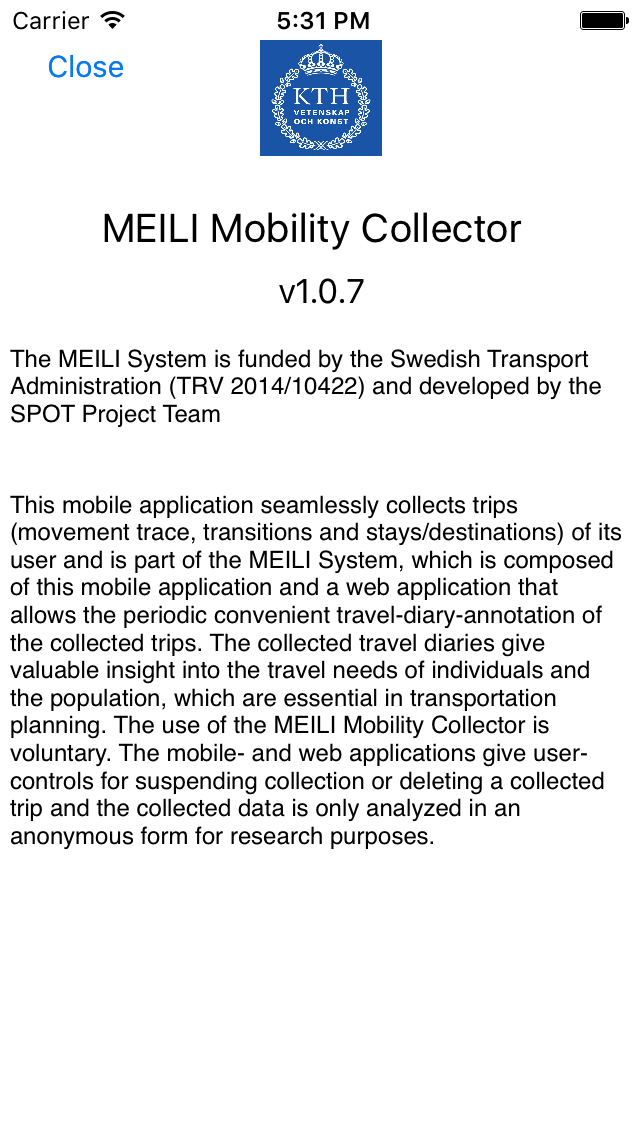 Carrier 5:31 PM
Close
KTH
VETENSKAP
OCH KONST
MEILI Mobility Collector
v1.0.7
The MEILI System is funded by the Swedish Transport
Administration (TRV 2014/10422) and developed by the
SPOT Project Team
This mobile application seamlessly collects trips
(movement trace, transitions and stays/destinations) of its
user and is part of the MEILI System, which is composed
of this mobile application and a web application that
allows the periodic convenient travel-diary-annotation of
the collected trips. The collected travel diaries give
valuable insight into the travel needs of individuals and
the population, which are essential in transportation
planning. The use of the MEILI Mobility Collector is
voluntary. The mobile- and web applications give user-
controls for suspending collection or deleting a collected
trip and the collected data is only analyzed in an
anonymous form for research purposes.